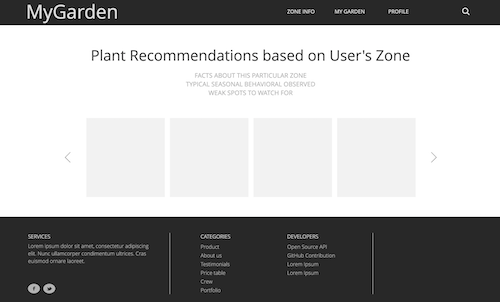 MyGarden
ZONE INFO MY GARDEN PROFILE
Plant Recommendations based on User's Zone
FACTS ABOUT THIS PARTICULAR ZONE
TYPICAL SEASONAL BEHAVIORAL OBSERVED
WEAK SPOTS TO WATCH FOR
SERVICES
Lorem ipsum dolor sit amet, consectetur adipiscing
elit. Nunc ullamcorper condimentum ultrices. Cras
euismod ornare laoreet.
CATEGORIES
Product
About us
Testimonials
Price table
Crew
Portfolio
DEVELOPERS
Open Source API
GitHub Contribution
Lorem Ipsum
Lorem Ipsum